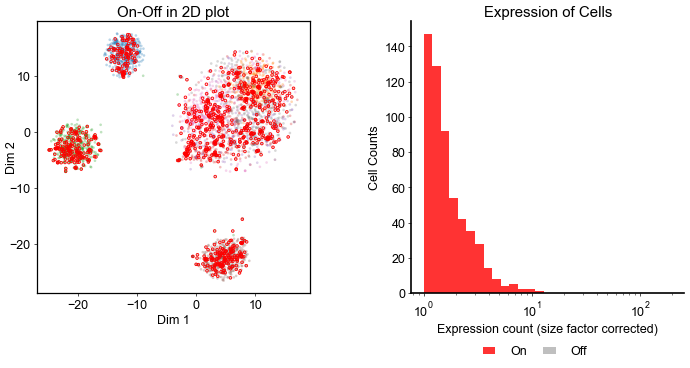 On-Off in 2D plot
Dim 2
10
0
−10
−20
−20
−10
0
10
Dim 1
Expression of Cells
Cell Counts
140
120
100
80
60
40
20
0
10^0
10^1
10^2
Expression count (size factor corrected)
On
Off